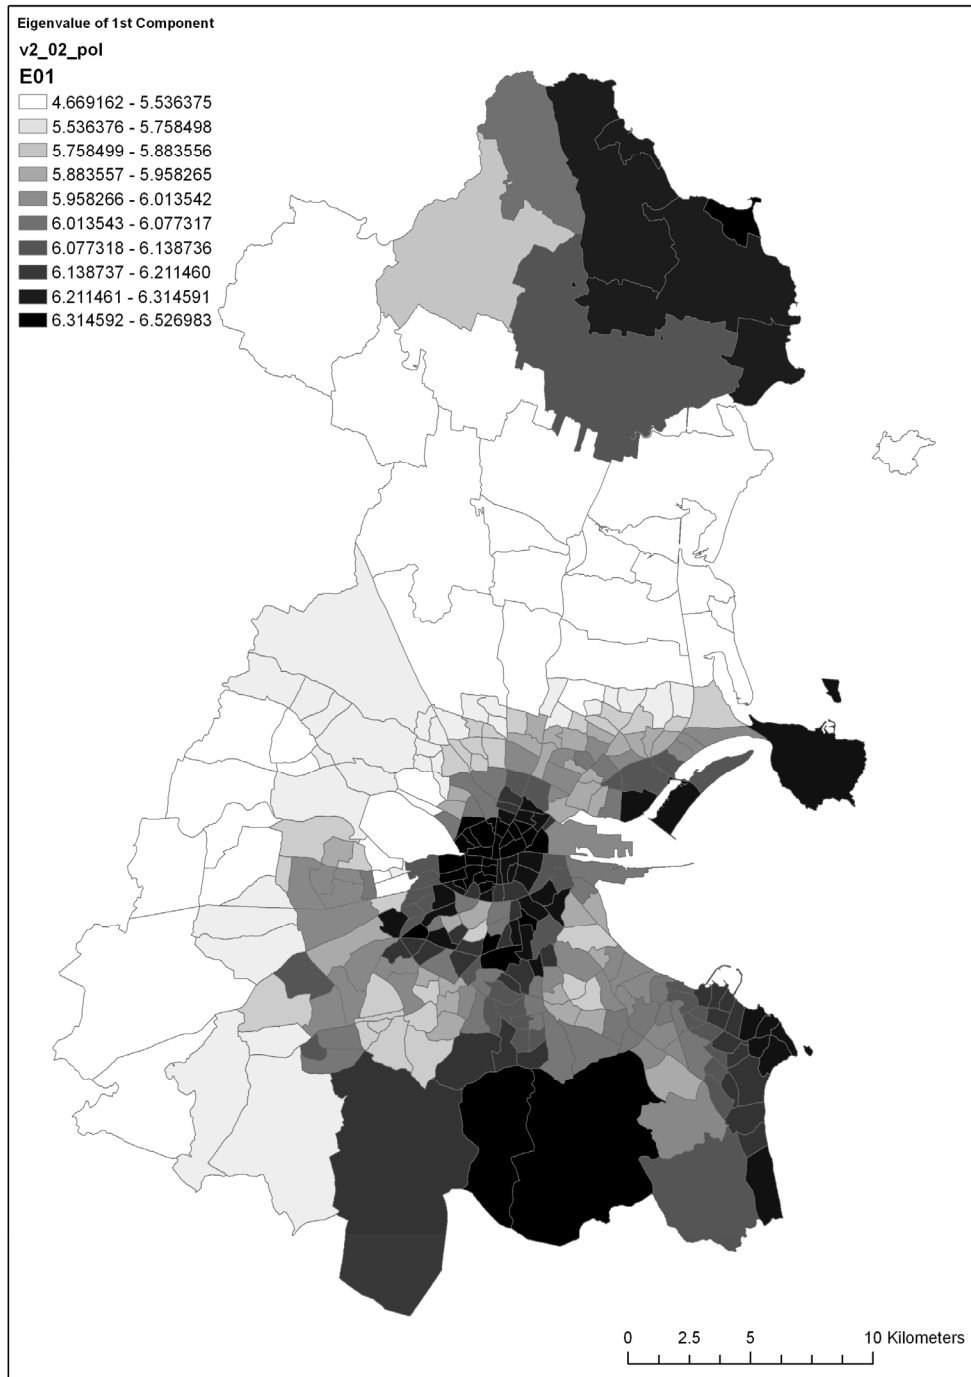 Eigenvalue of 1st Component
v2_02_pol
E01
4.669162 - 5.536375
5.536376 - 5.758498
5.758499 - 5.883556
5.883557 - 5.958265
5.958266 - 6.013542
6.013543 - 6.077317
6.077318 - 6.138736
6.138737 - 6.211460
6.211461 - 6.314591
6.314592 - 6.526983
0 2.5 5 10 Kilometers